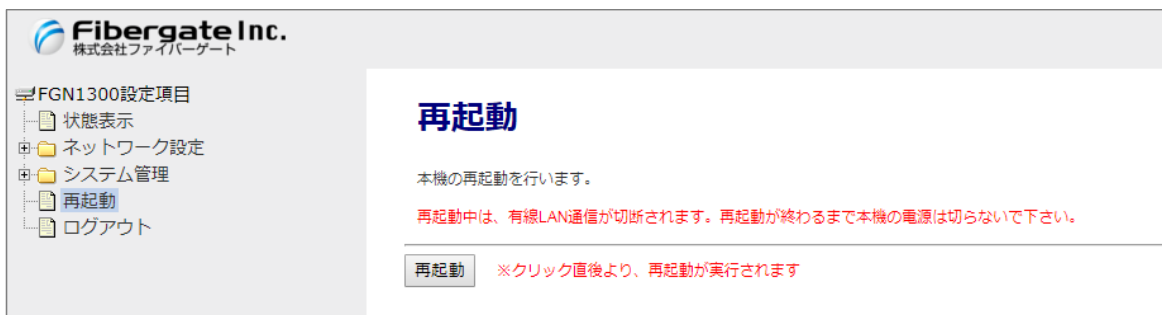 Fibergate Inc.
株式会社ファイバーゲート
FGN1300設定項目
状態表示
ネットワーク設定
システム管理
再起動
ログアウト
再起動
本機の再起動を行います。
再起動中は、有線LAN通信が切断されます。再起動が終わるまで本機の電源は切らないで下さい。
再起動 ※クリック直後より、再起動が実行されます